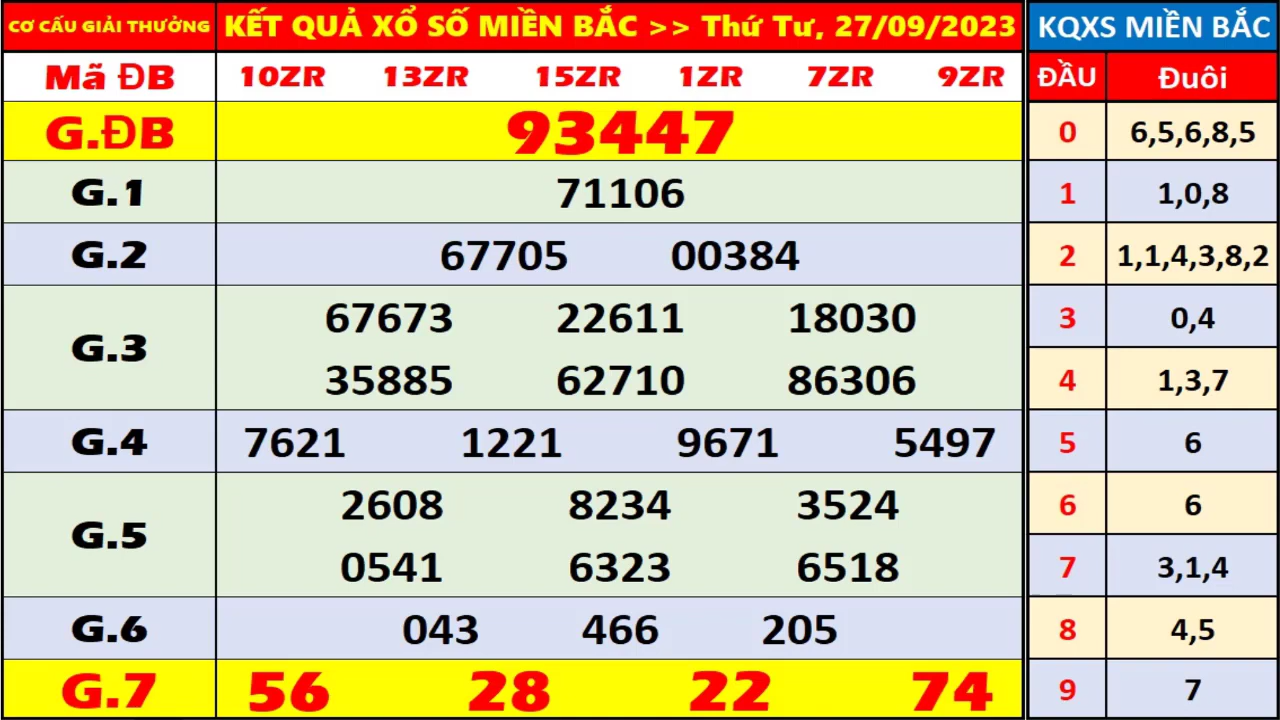 CƠ CẤU GIẢI THƯỞNG KẾT QUẢ XỔ SỐ MIỀN BẮC >> Thứ Tư, 27/09/2023
Mã ĐB 10ZR 13ZR 15ZR 1ZR 7ZR 9ZR
G.ĐB 93447
G.1 71106
G.2 67705 00384
G.3 67673 22611 18030
35885 62710 86306
G.4 7621 1221 9671 5497
G.5 2608 8234 3524
0541 6323 6518
G.6 043 466 205
G.7 56 28 22 74
KQXS MIỀN BẮC
ĐẦU Đuôi
0 6,5,6,8,5
1 1,0,8
2 1,1,4,3,8,2
3 0,4
4 1,3,7
5 6
6 6
7 3,1,4
8 4,5
9 7